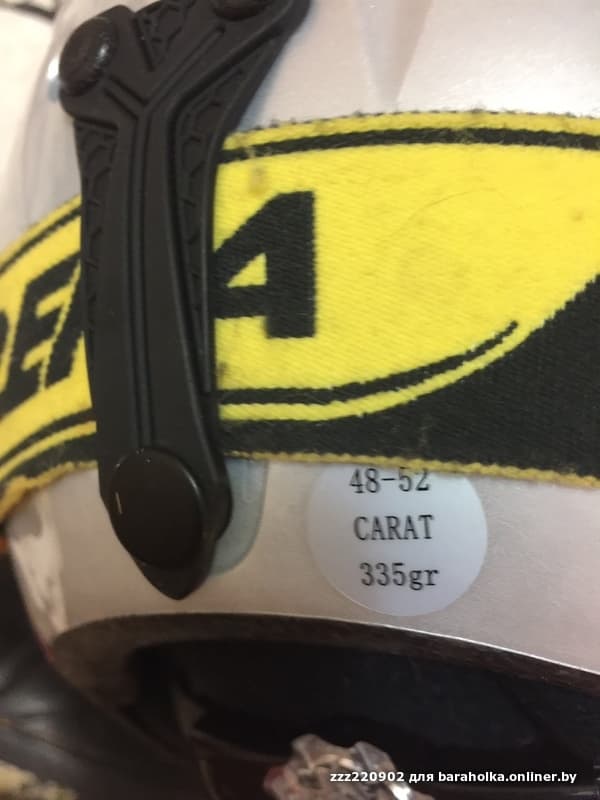 48-52
CARAT
335gr
zzz220902 для baraholka.onliner.by